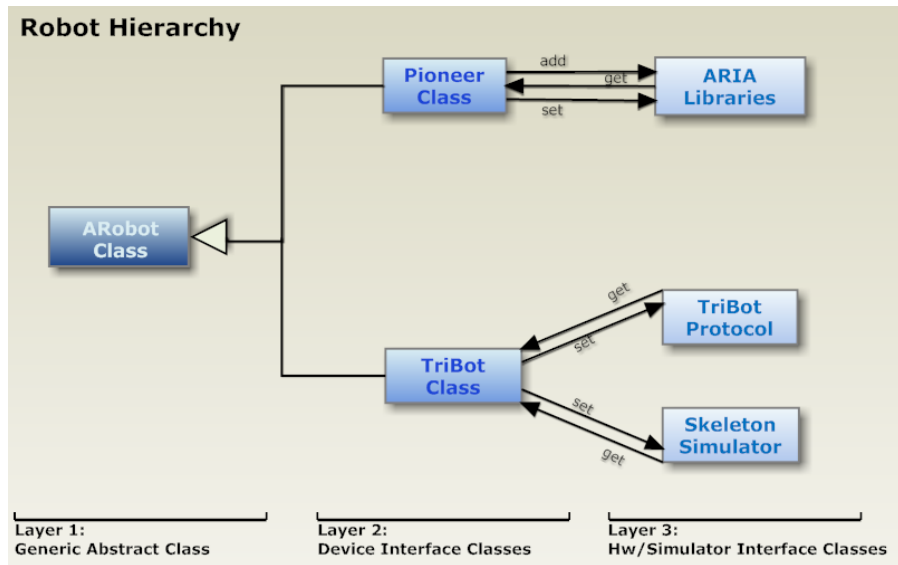 Robot Hierarchy
Pioneer
Class
add
get
set
ARIA
Libraries
ARobot
Class
TriBot
Class
get
set
set
get
TriBot
Protocol
Skeleton
Simulator
Layer 1:
Generic Abstract Class
Layer 2:
Device Interface Classes
Layer 3:
Hw/Simulator Interface Classes